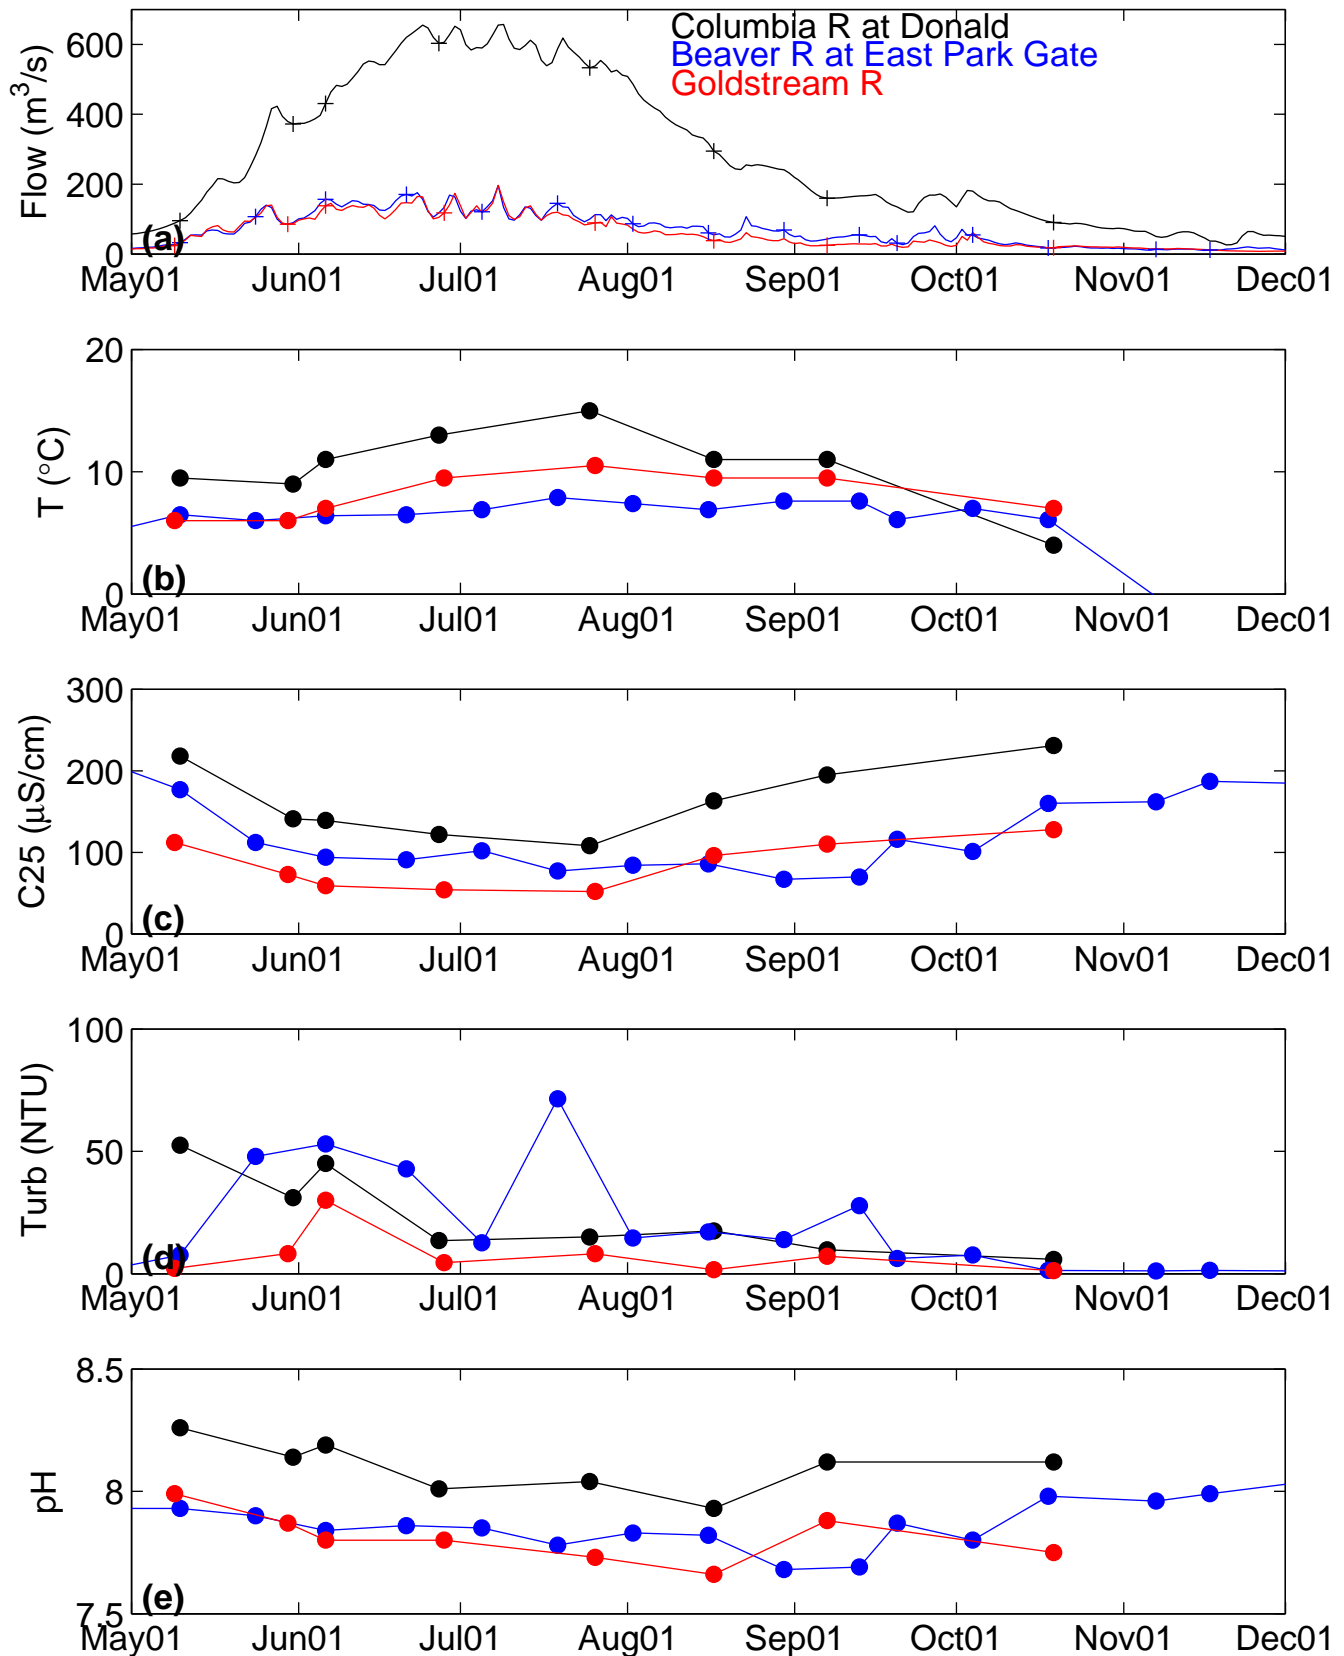 Columbia R at Donald
Beaver R at East Park Gate
Goldstream R
Flow (m³/s)
600
400
200
0
(a)
May01 Jun01 Jul01 Aug01 Sep01 Oct01 Nov01 Dec01
T (°C)
20
10
0
(b)
May01 Jun01 Jul01 Aug01 Sep01 Oct01 Nov01 Dec01
C25 (μS/cm)
300
200
100
0
(c)
May01 Jun01 Jul01 Aug01 Sep01 Oct01 Nov01 Dec01
Turb (NTU)
100
50
0
(d)
May01 Jun01 Jul01 Aug01 Sep01 Oct01 Nov01 Dec01
pH
8.5
8
7.5
(e)
May01 Jun01 Jul01 Aug01 Sep01 Oct01 Nov01 Dec01